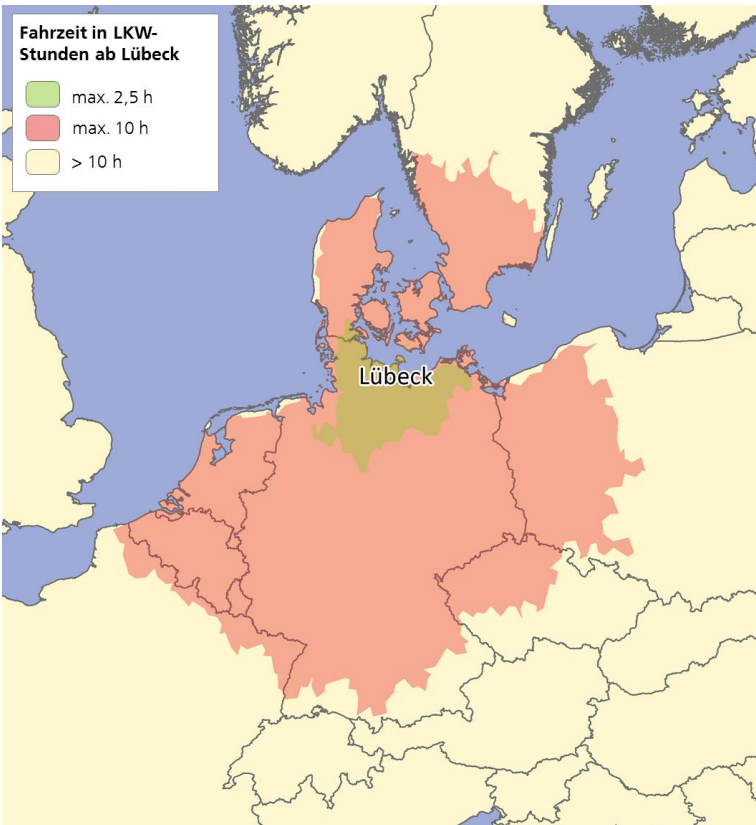 Fahrzeit in LKW-
Stunden ab Lübeck
max. 2,5 h
max. 10 h
> 10 h
Lübeck